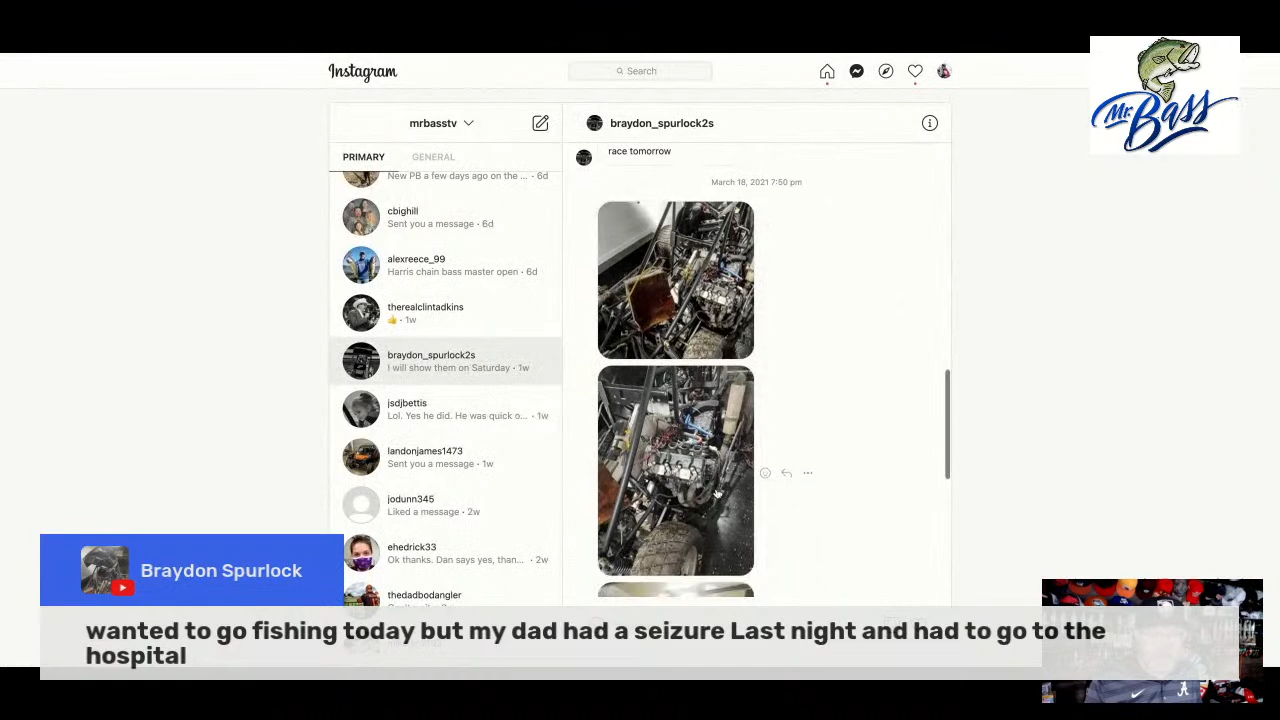 Mr. Bass
Instagram
Search
mrbasstv
braydon_spurlock2s
PRIMARY
GENERAL
New PB a few days ago on the ... · 6d
cbighill
Sent you a message · 6d
alexreece_99
Harris chain bass master open · 6d
therealclintadkins
👍 · 1w
braydon_spurlock2s
I will show them on Saturday · 1w
jsdjbettis
Lol. Yes he did. He was quick o... · 1w
landonjames1473
Sent you a message · 1w
jodunn345
Liked a message · 2w
ehedrick33
Ok thanks. Dan says yes, than... · 2w
thedadbodangler
race tomorrow
March 18, 2021 7:50 pm
Braydon Spurlock
wanted to go fishing today but my dad had a seizure Last night and had to go to the
hospital
A